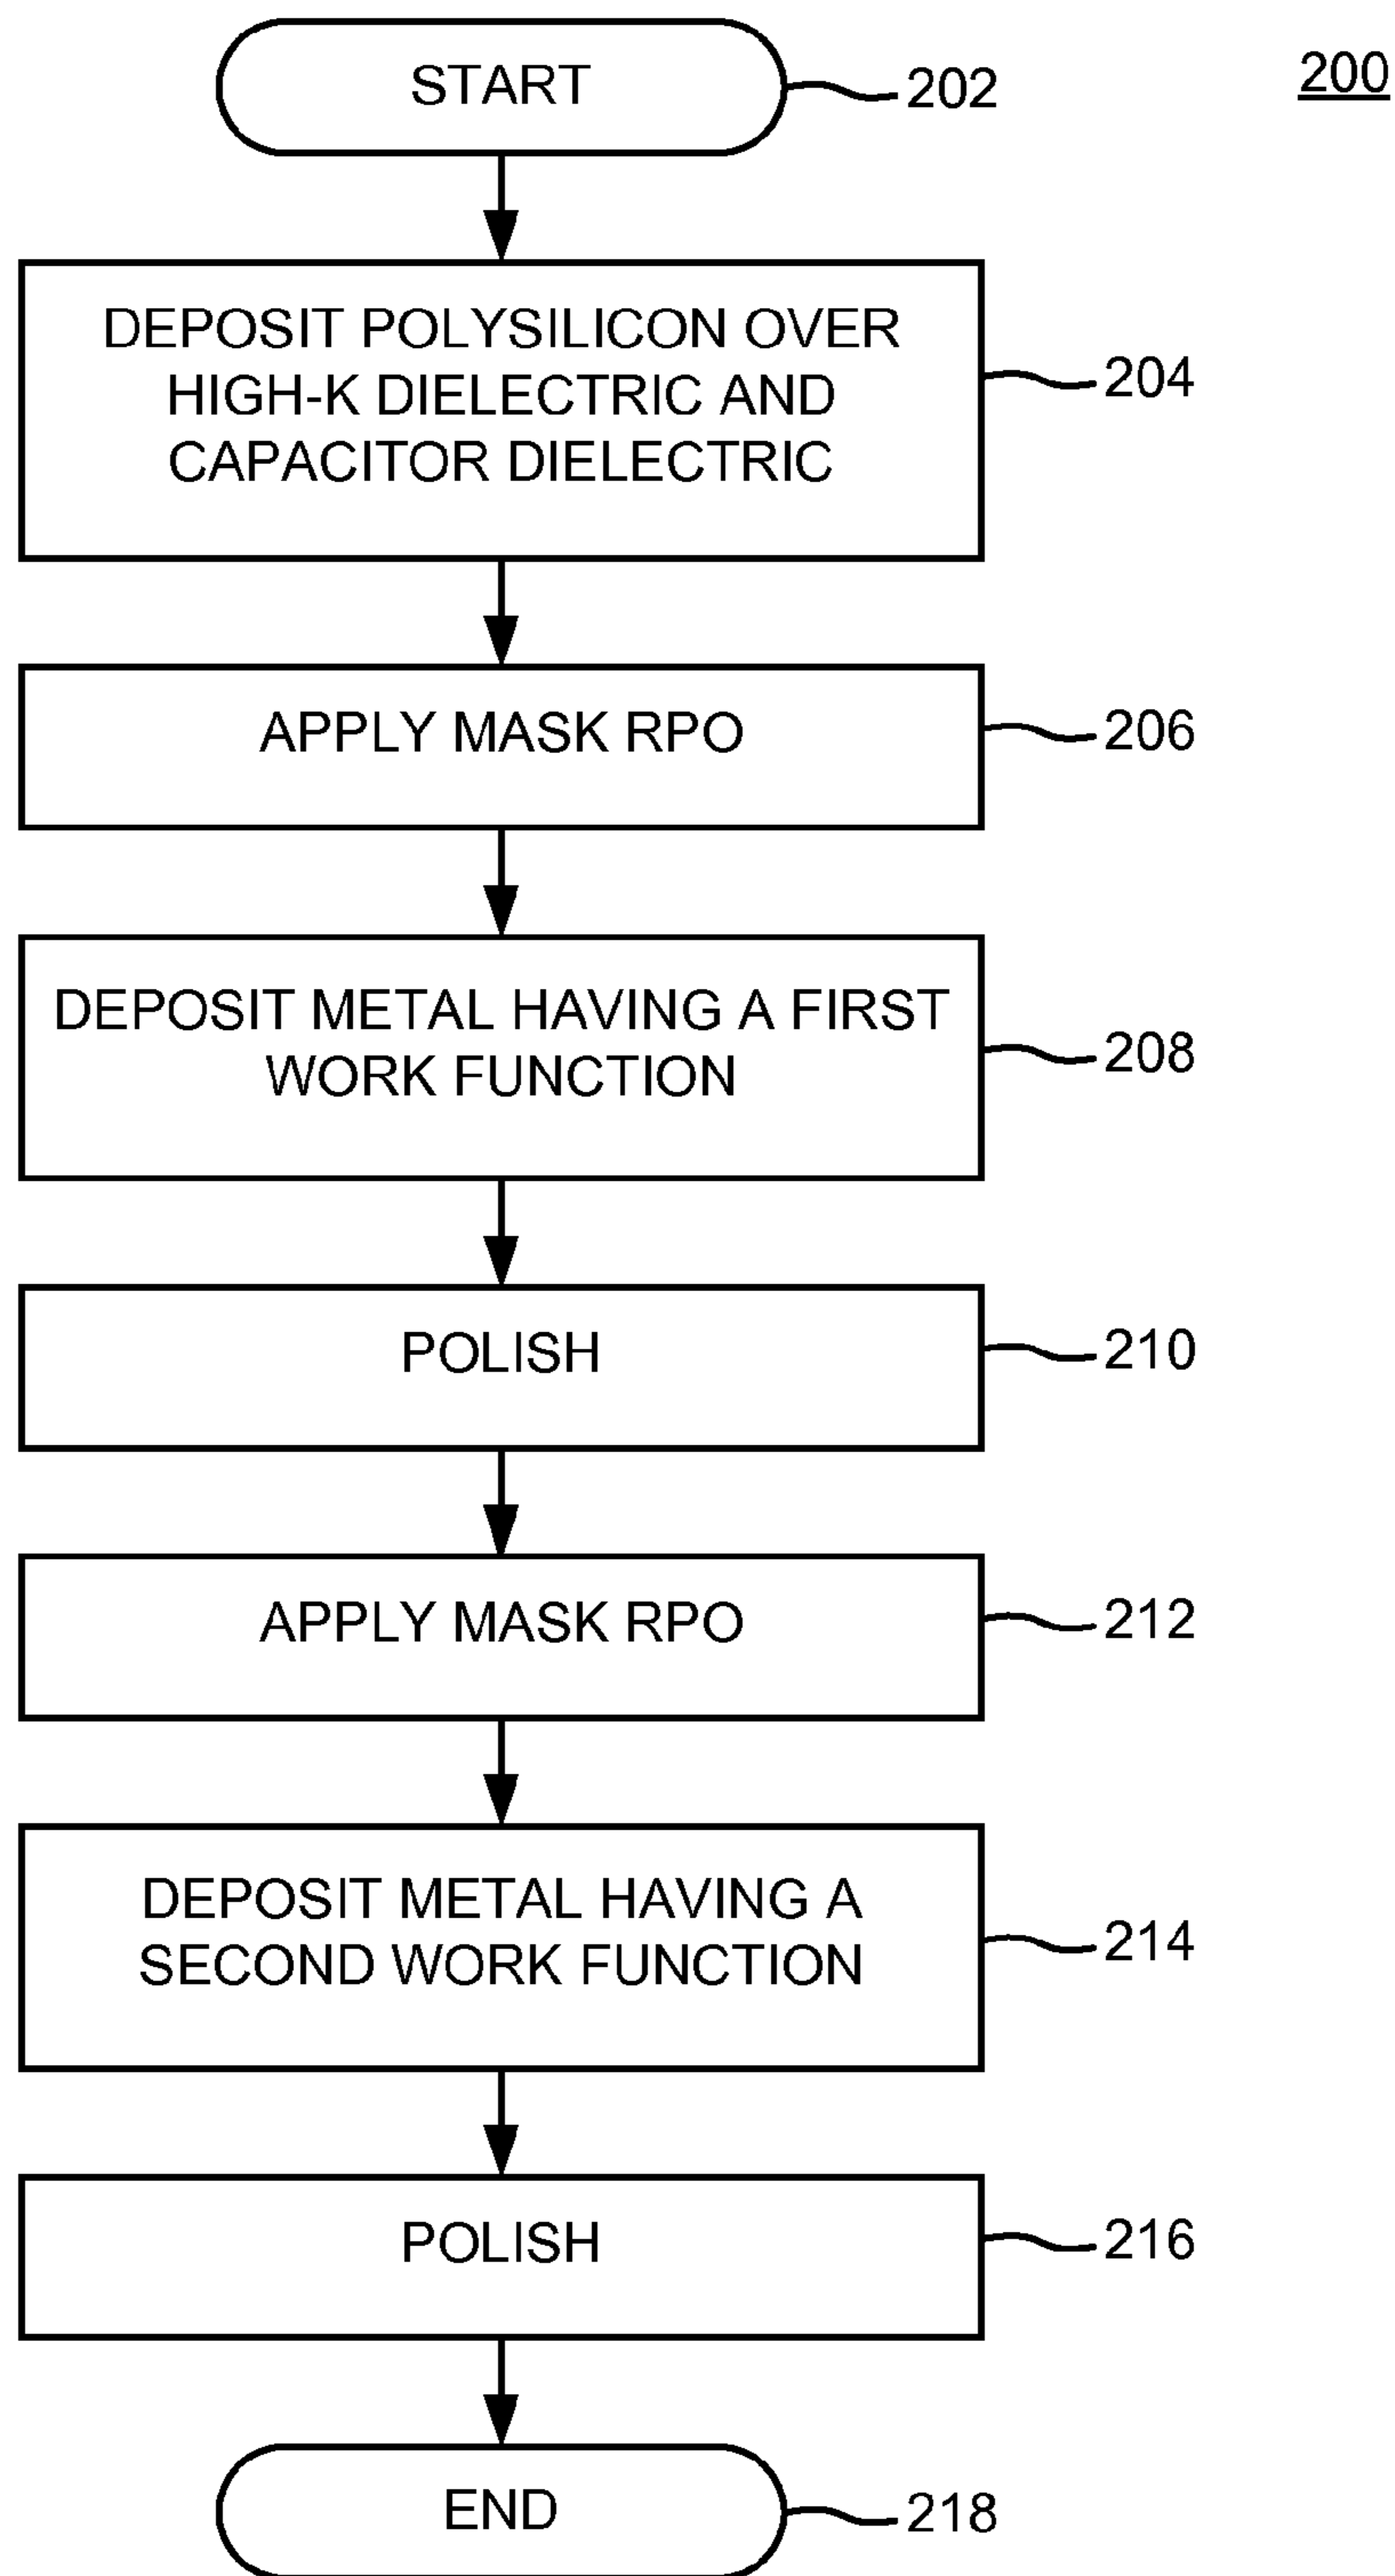 START
202
200
DEPOSIT POLYSILICON OVER
HIGH-K DIELECTRIC AND
CAPACITOR DIELECTRIC
204
APPLY MASK RPO
206
DEPOSIT METAL HAVING A FIRST
WORK FUNCTION
208
POLISH
210
APPLY MASK RPO
212
DEPOSIT METAL HAVING A
SECOND WORK FUNCTION
214
POLISH
216
END
218